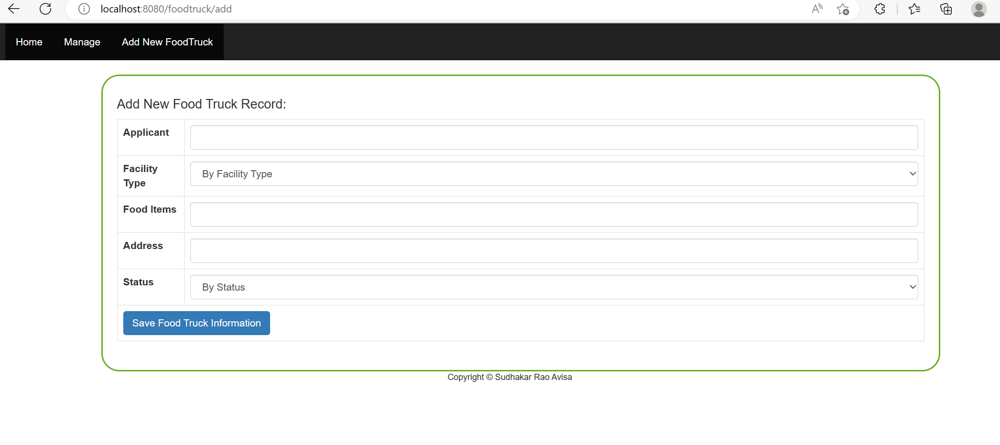 localhost:8080/foodtruck/add
Home Manage Add New FoodTruck
Add New Food Truck Record:
Applicant
Facility Type
By Facility Type
Food Items
Address
Status
By Status
Save Food Truck Information
Copyright © Sudhakar Rao Avisa